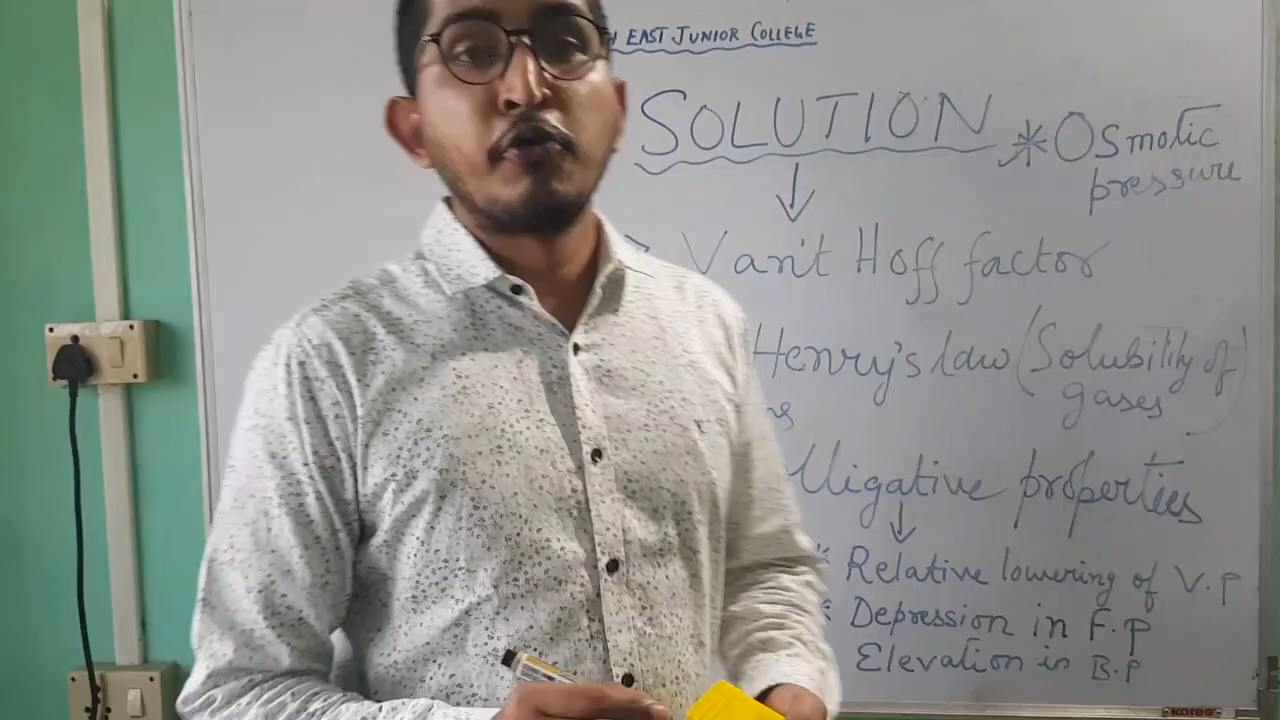 EAST JUNIOR COLLEGE
SOLUTION
* Osmotic
pressure
Van't Hoff factor
Henry's law (Solubility of
gases)
lligative properties
* Relative lowering of V.P
* Depression in F.P
Elevation in B.P
KORES